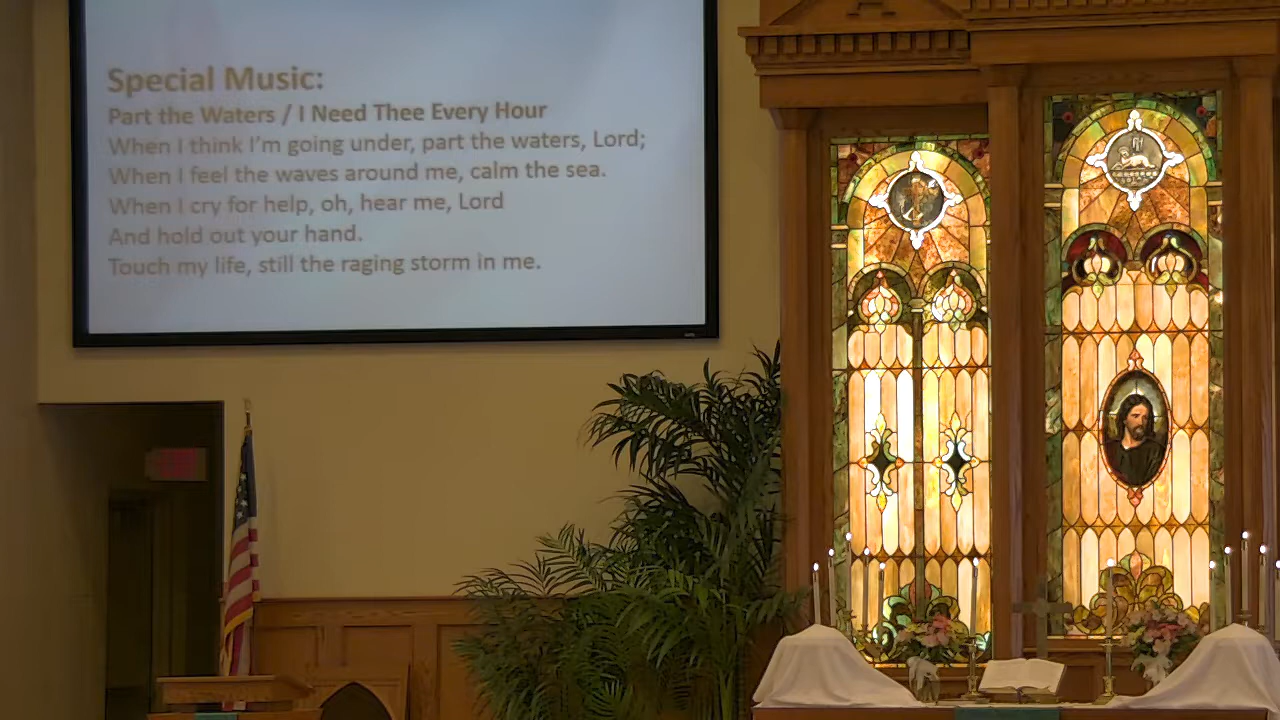 Special Music:
Part the Waters / I Need Thee Every Hour
When I think I'm going under, part the waters, Lord;
When I feel the waves around me, calm the sea.
When I cry for help, oh, hear me, Lord
And hold out your hand.
Touch my life, still the raging storm in me.